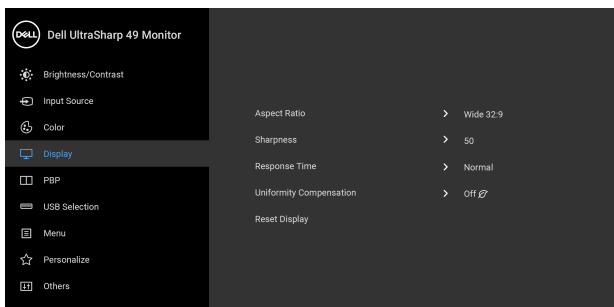 DELL
Dell UltraSharp 49 Monitor
Brightness/Contrast
Input Source
Color
Display
PBP
USB Selection
Menu
Personalize
Others
Aspect Ratio > Wide 32:9
Sharpness > 50
Response Time > Normal
Uniformity Compensation > Off
Reset Display